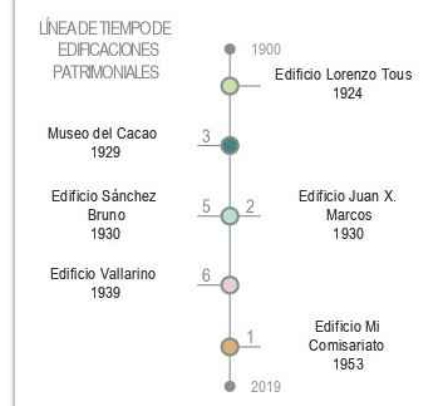 LÍNEA DE TIEMPO DE
EDIFICACIONES
PATRIMONIALES
1900
Edificio Lorenzo Tous
1924
Museo del Cacao
1929
3
Edificio Sánchez
Bruno
1930
5
2
Edificio Juan X.
Marcos
1930
Edificio Vallarino
1939
6
1
Edificio Mi
Comisariato
1953
2019